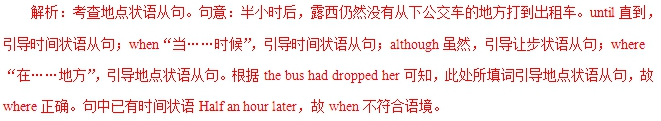 解析：考查地点状语从句。句意：半小时后，露西仍然没有从下公交车的地方打到出租车。until 直到，
引导时间状语从句；when“当……时候”，引导时间状语从句；although 虽然，引导让步状语从句；where
“在……地方”，引导地点状语从句。根据 the bus had dropped her 可知，此处所填词引导地点状语从句，故
where 正确。句中已有时间状语 Half an hour later，故 when 不符合语境。